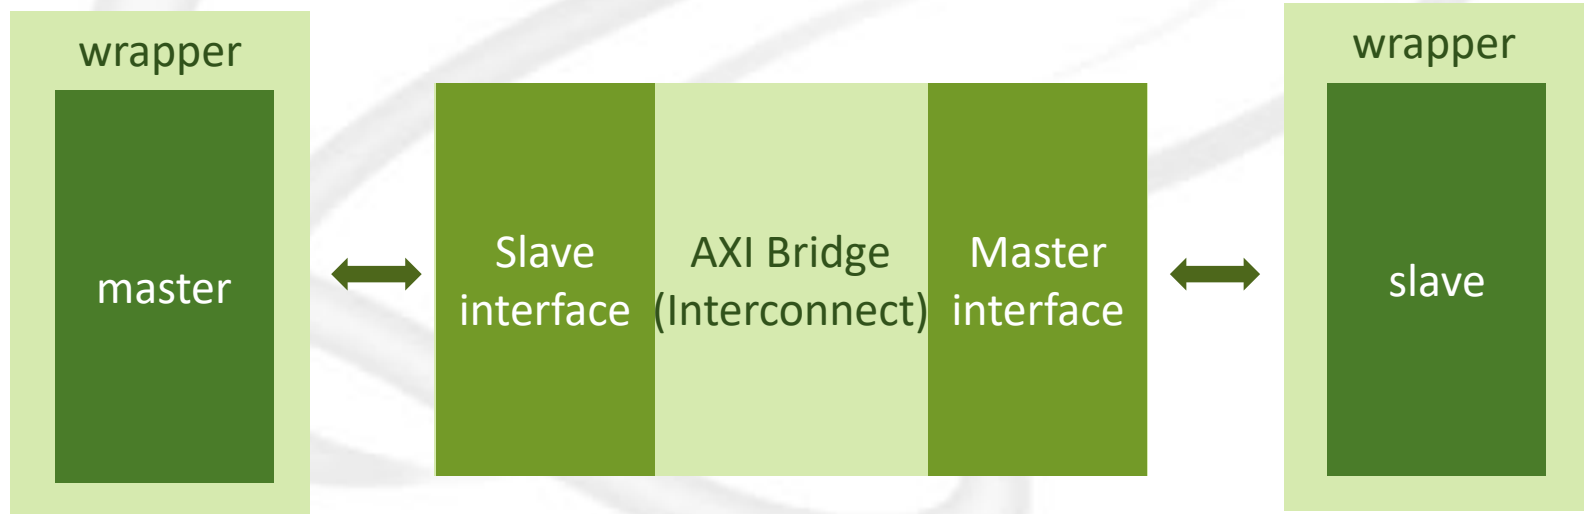 wrapper
master
Slave
interface
AXI Bridge
(Interconnect)
Master
interface
wrapper
slave